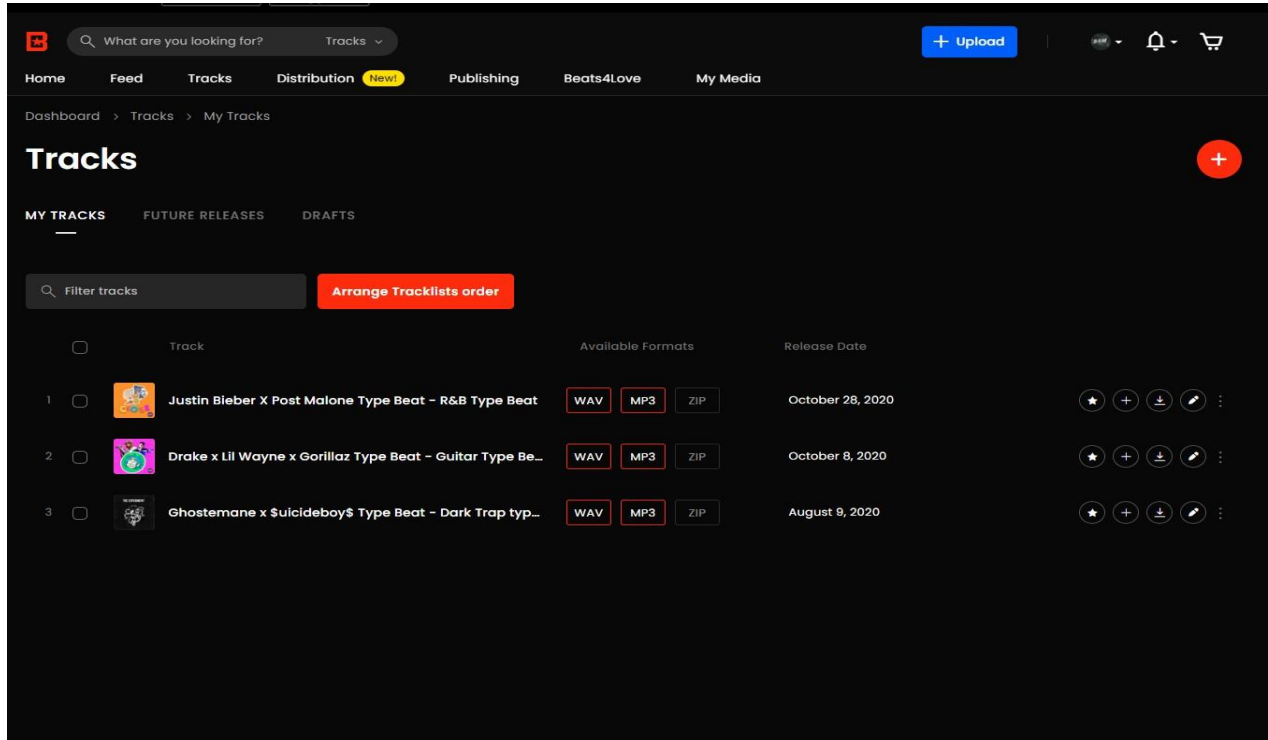 What are you looking for? Tracks
+ Upload
Home Feed Tracks Distribution New! Publishing Beats4Love My Media
Dashboard > Tracks > My Tracks
Tracks
MY TRACKS FUTURE RELEASES DRAFTS
Filter tracks Arrange Tracklists order
Track Available Formats Release Date
1 Justin Bieber X Post Malone Type Beat - R&B Type Beat WAV MP3 ZIP October 28, 2020
2 Drake x Lil Wayne x Gorillaz Type Beat - Guitar Type Be... WAV MP3 ZIP October 8, 2020
3 Ghostemane x $uicideboy$ Type Beat - Dark Trap typ... WAV MP3 ZIP August 9, 2020